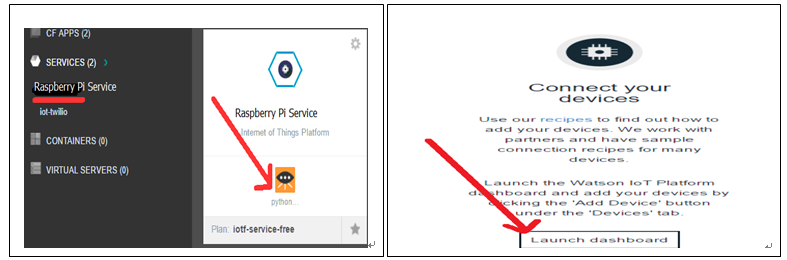 CF APPS (2)
SERVICES (2)
Raspberry Pi Service
iot-twilio
CONTAINERS (0)
VIRTUAL SERVERS (0)
Raspberry Pi Service
Internet of Things Platform
python...
Plan: iotf-service-free
Connect your
devices
Use our recipes to find out how to
add your devices. We work with
partners and have sample
connection recipes for many
devices.
Launch the Watson IoT Platform
dashboard and add your devices by
clicking the 'Add Device' button
under the 'Devices' tab.
Launch dashboard